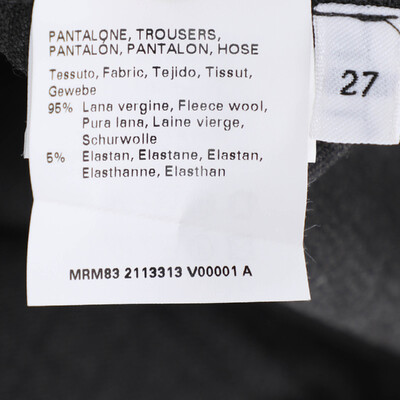 PANTALONE, TROUSERS,
PANTALÓN, PANTALON, HOSE
Tessuto, Fabric, Tejido, Tissut,
Gewebe
95% Lana vergine, Fleece wool,
Pura lana, Laine vierge,
Schurwolle
5% Elastan, Elastane, Elastan,
Elasthanne, Elasthan
MRM83 2113313 V00001 A
27